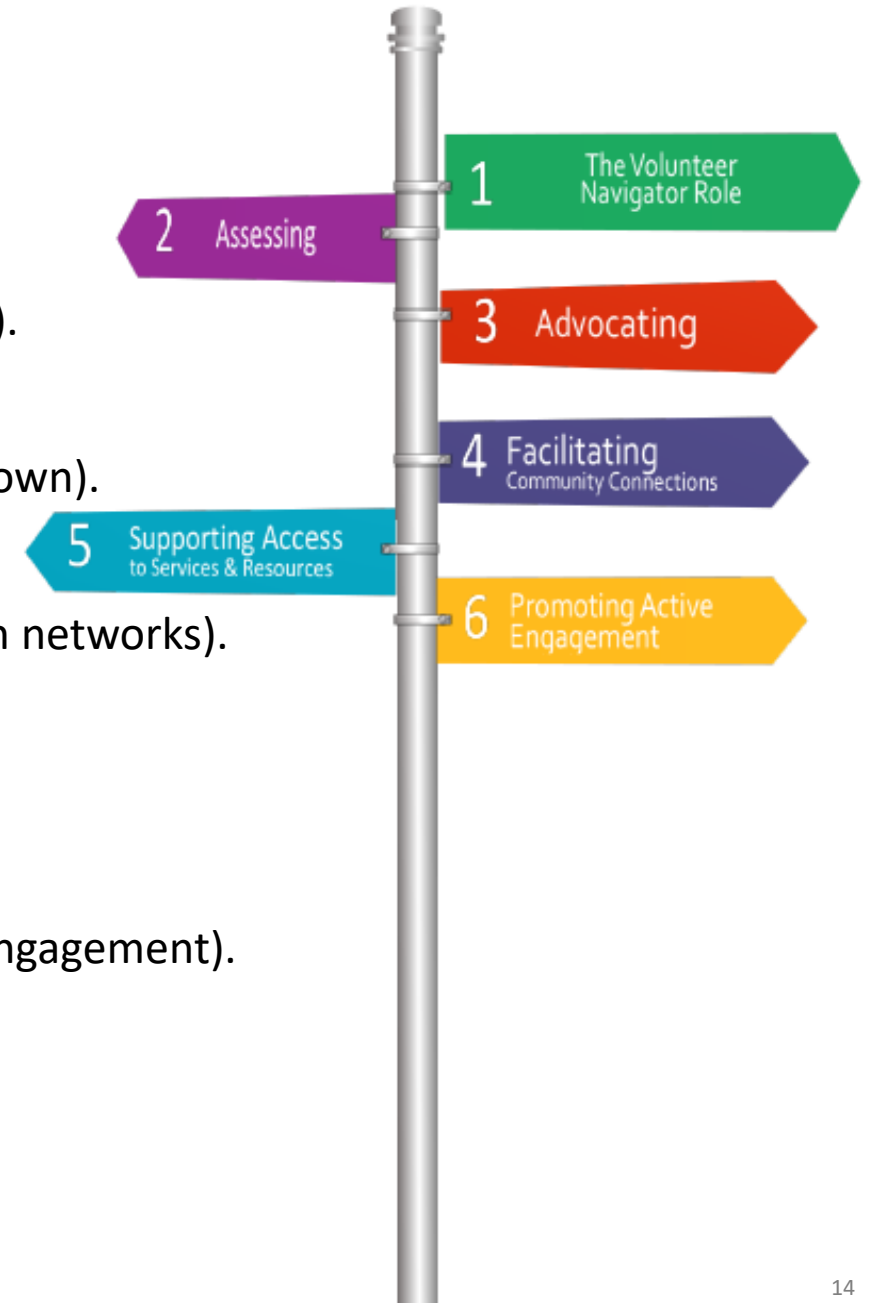 1 The Volunteer
Navigator Role
2 Assessing
).
3 Advocating
own).
4 Facilitating
Community Connections
5 Supporting Access
to Services & Resources
networks).
6 Promoting Active
Engagement
ngagement).
14